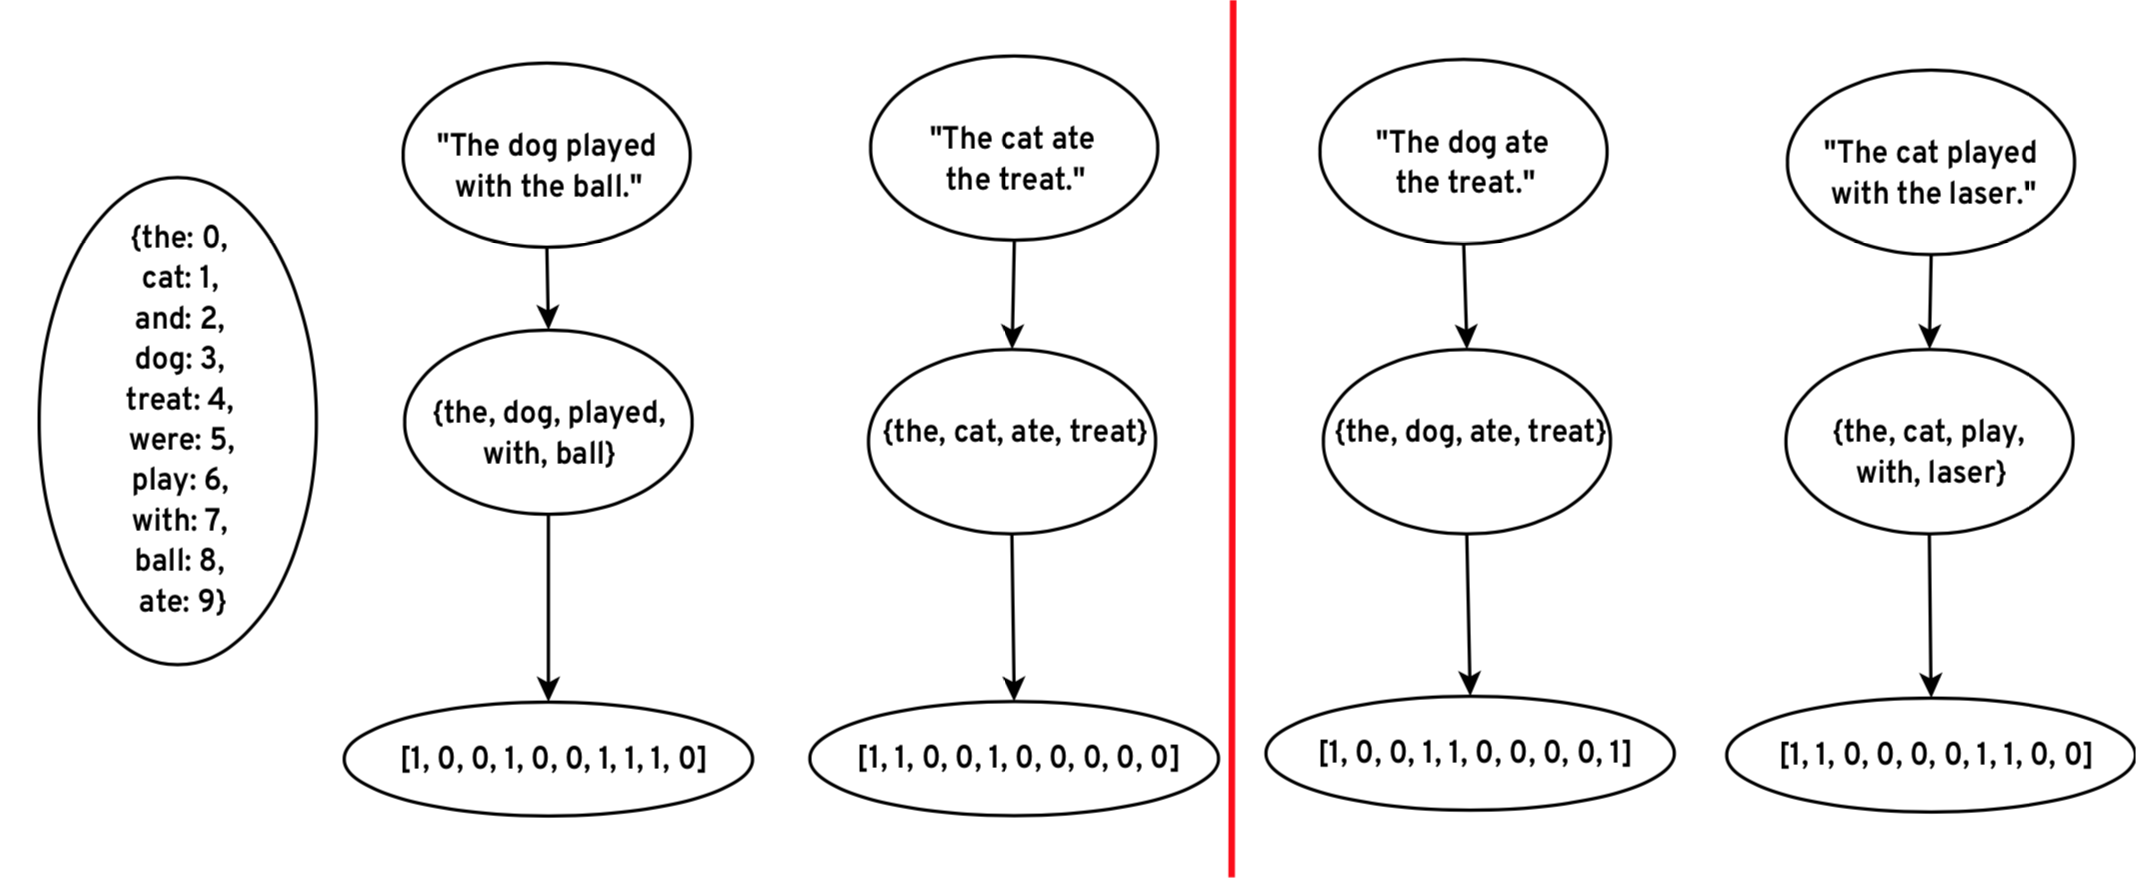 {the: 0,
cat: 1,
and: 2,
dog: 3,
treat: 4,
were: 5,
play: 6,
with: 7,
ball: 8,
ate: 9}
"The dog played
with the ball."
{the, dog, played,
with, ball}
[1, 0, 0, 1, 0, 0, 1, 1, 1, 0]
"The cat ate
the treat."
{the, cat, ate, treat}
[1, 1, 0, 0, 1, 0, 0, 0, 0, 0]
"The dog ate
the treat."
{the, dog, ate, treat}
[1, 0, 0, 1, 1, 0, 0, 0, 0, 1]
"The cat played
with the laser."
{the, cat, play,
with, laser}
[1, 1, 0, 0, 0, 0, 1, 1, 0, 0]